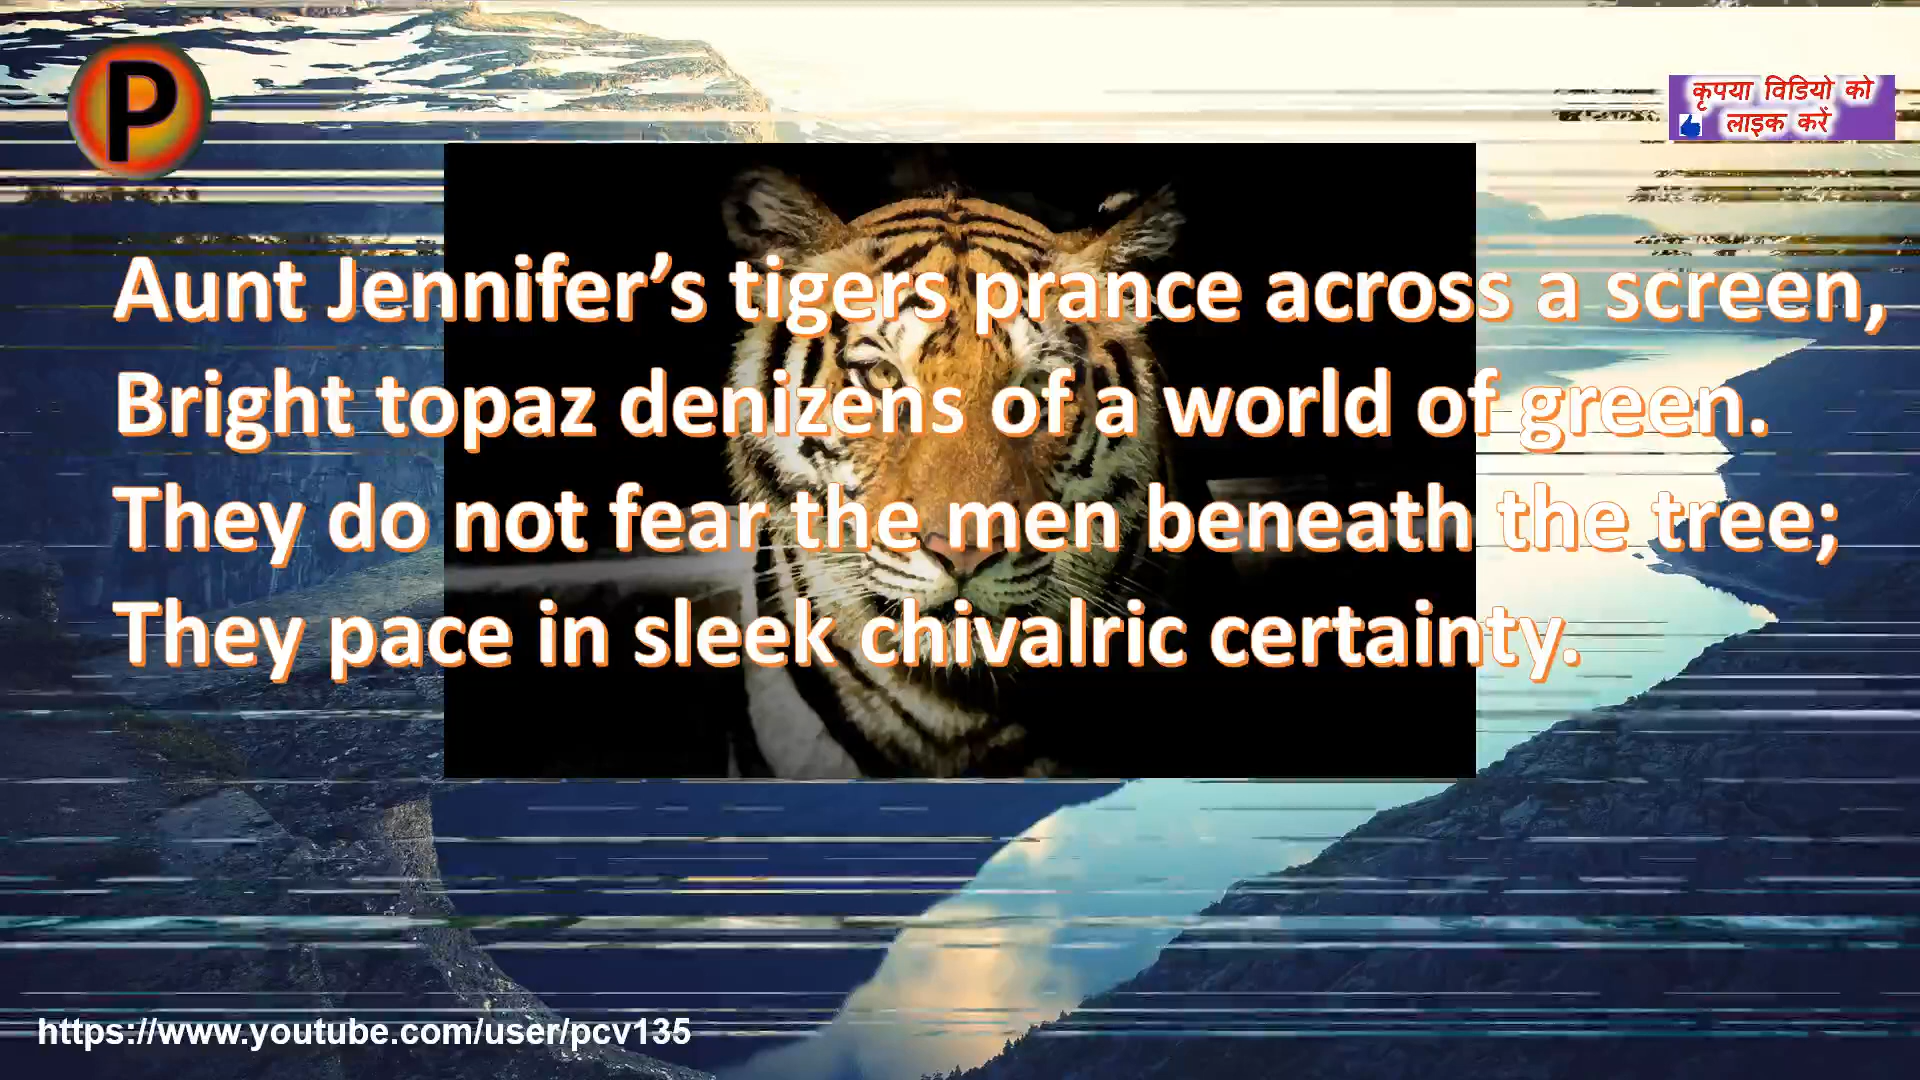 P
कृपया विडियो को
लाइक करें
Aunt Jennifer’s tigers prance across a screen,
Bright topaz denizens of a world of green.
They do not fear the men beneath the tree;
They pace in sleek chivalric certainty.
https://www.youtube.com/user/pcv135